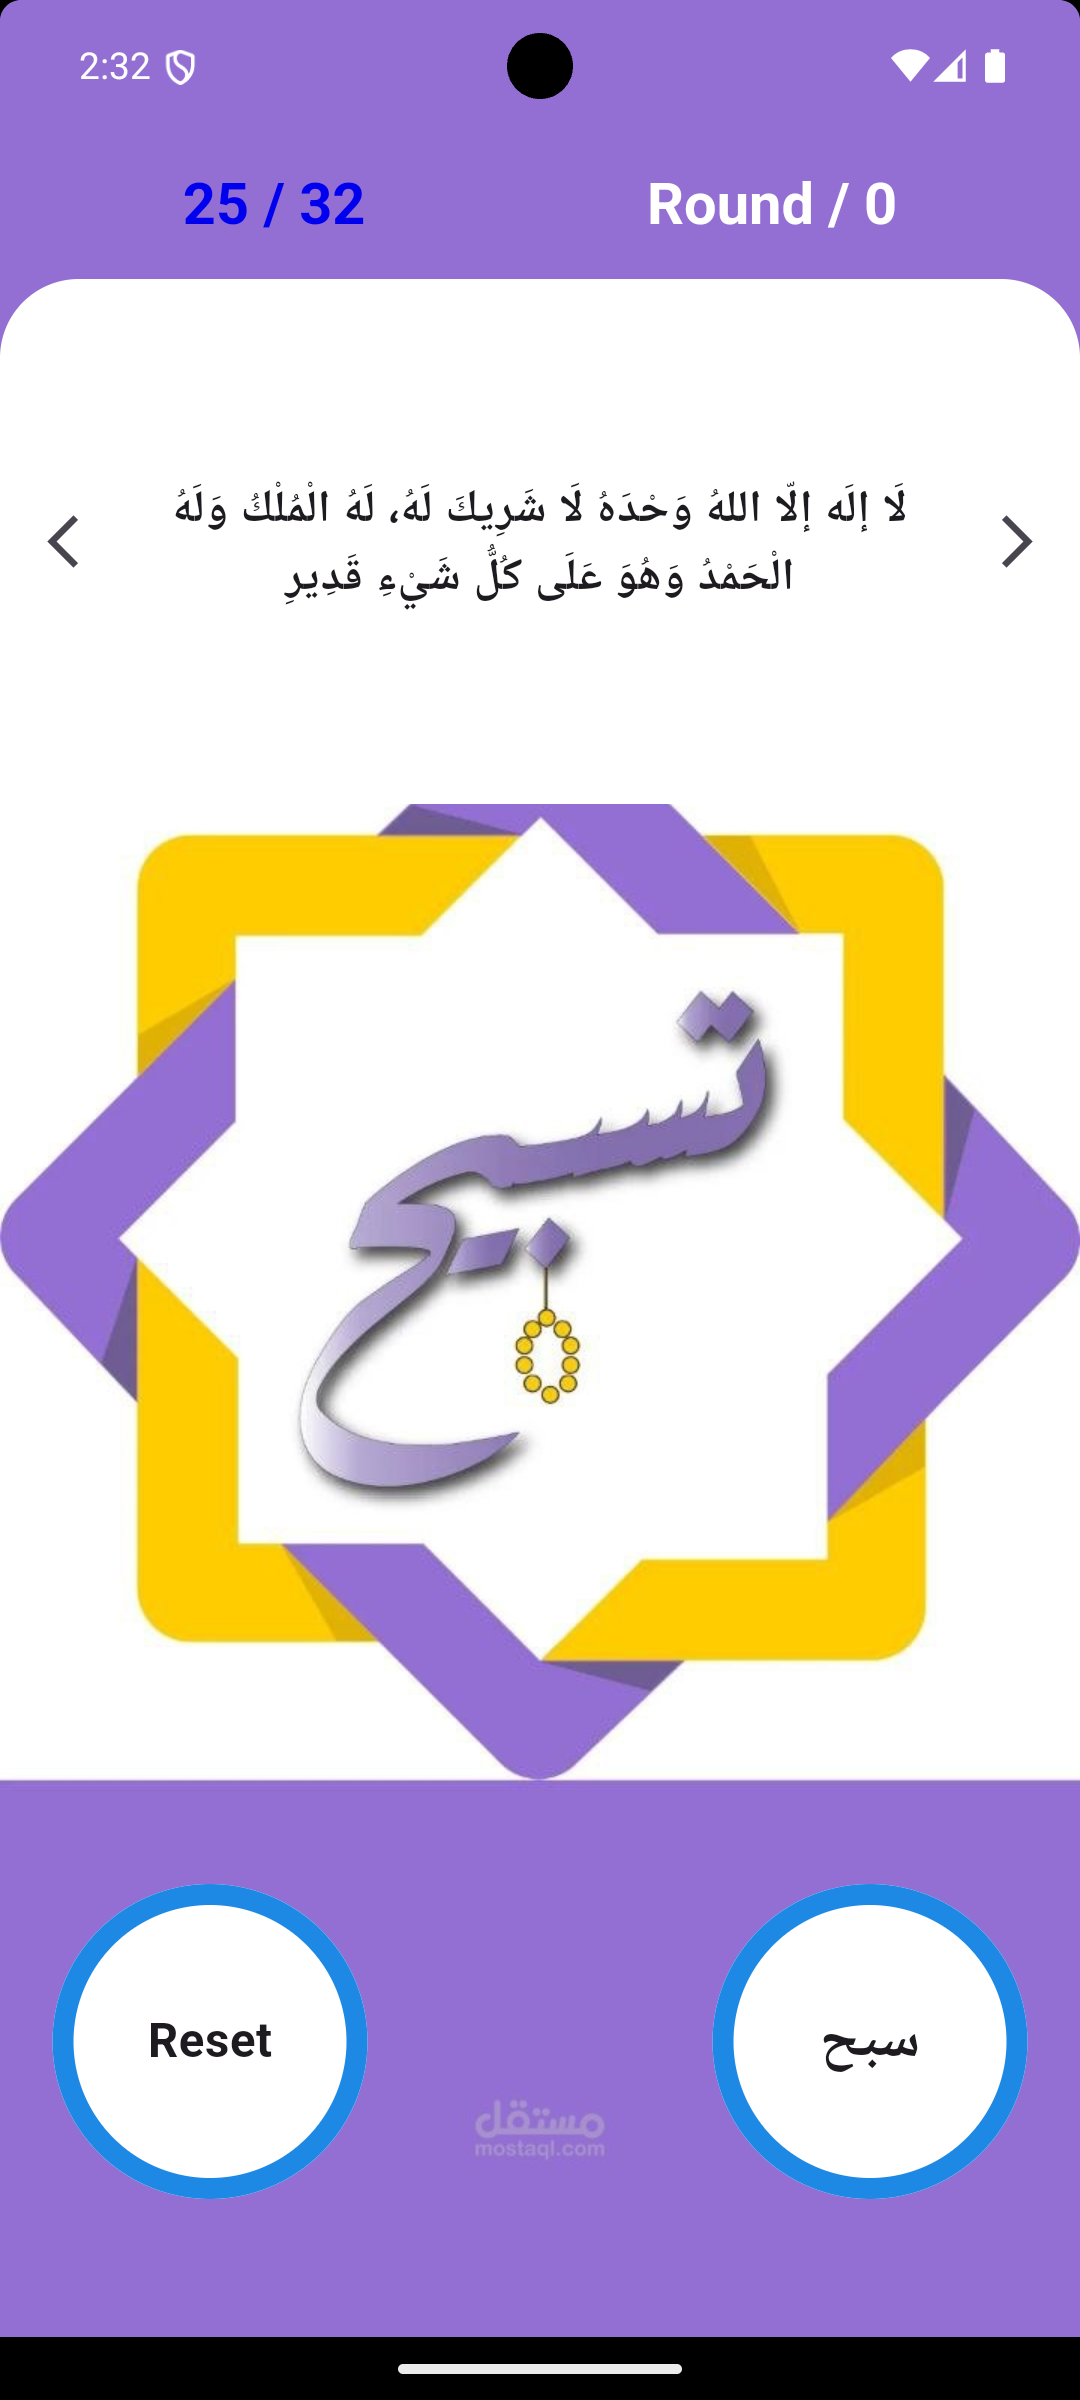 2:32
25 / 32
Round / 0
لَا إلَه إلّا اللهُ وَحْدَهُ لَا شَرِيكَ لَهُ، لَهُ الْمُلْكُ وَلَهُ
الْحَمْدُ وَهُوَ عَلَى كُلُّ شَيْءِ قَدِيرِ
تسبيح
Reset
سبح
مستقل
mostaql.com